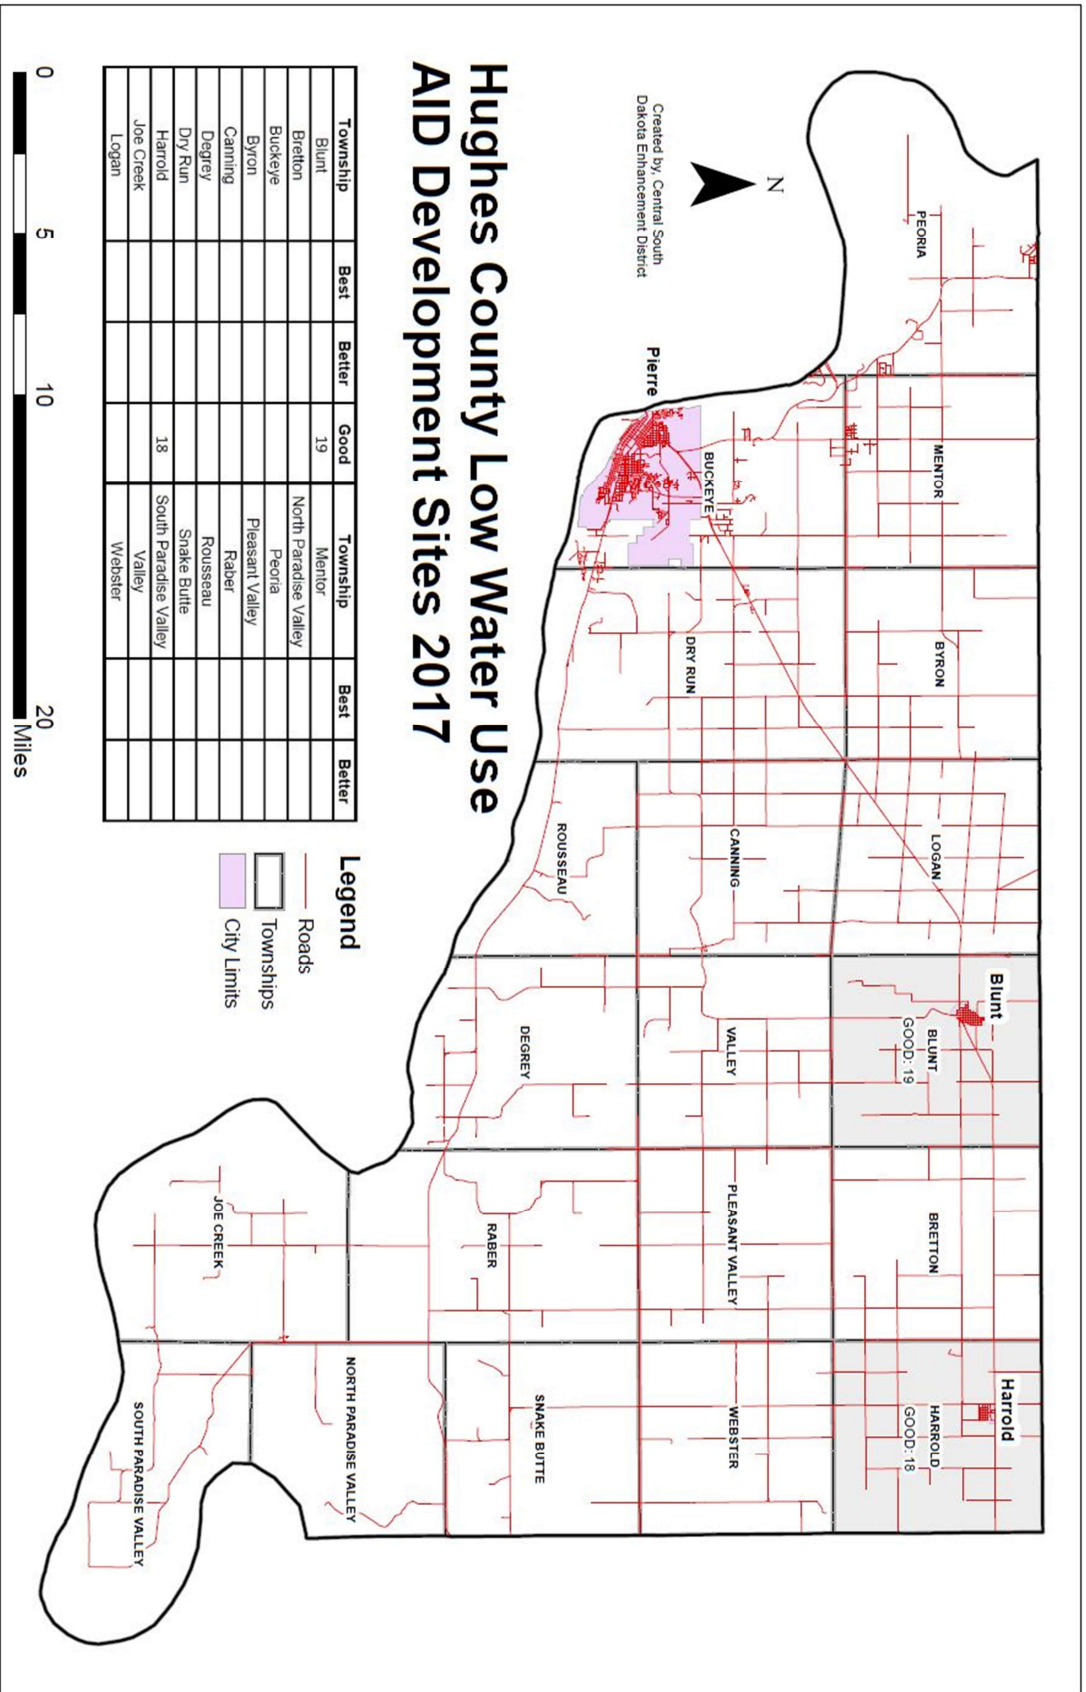 Hughes County Low Water Use
AID Development Sites 2017
Created by, Central South
Dakota Enhancement District
N
PEORIA
MENTOR
BYRON
LOGAN
Blunt
BLUNT
GOOD: 19
BRETTON
Harrold
HARROLD
GOOD: 18
Pierre
BUCKEYE
DRY RUN
CANNING
VALLEY
PLEASANT VALLEY
WEBSTER
ROUSSEAU
DEGREY
RABER
SNAKE BUTTE
JOE CREEK
NORTH PARADISE VALLEY
SOUTH PARADISE VALLEY
Township Best Better Good Township Best Better
Blunt 19 Mentor
Bretton North Paradise Valley
Buckeye Peoria
Byron Pleasant Valley
Canning Raber
Degrey Rousseau
Dry Run Snake Butte
Harrold 18 South Paradise Valley
Joe Creek Valley
Logan Webster
Legend
Roads
Townships
City Limits
0 5 10 20
Miles